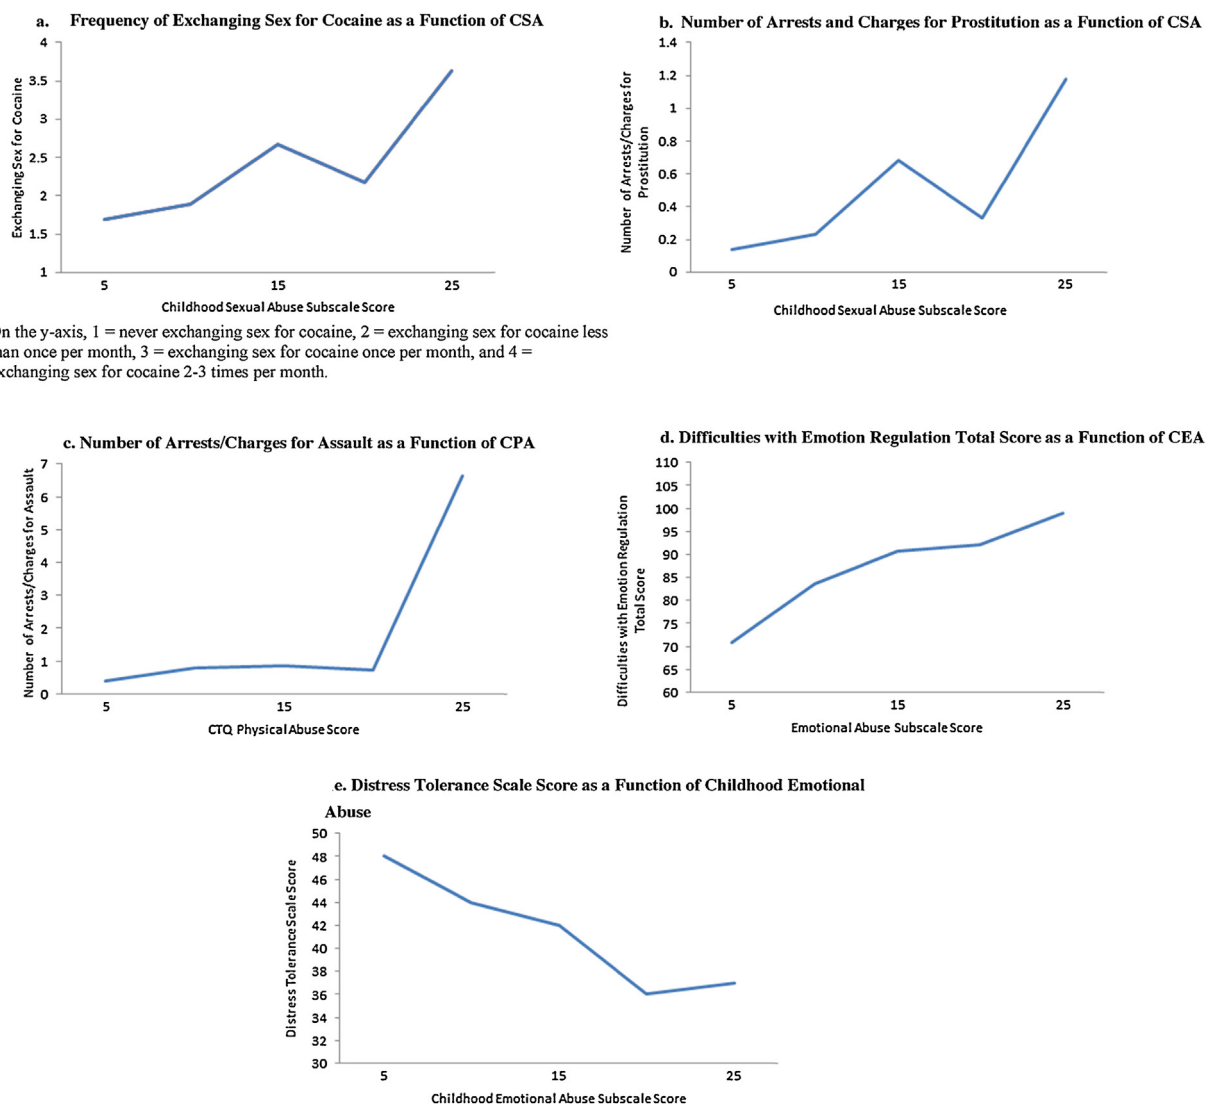 a. Frequency of Exchanging Sex for Cocaine as a Function of CSA
4
3.5
3
2.5
2
1.5
1
Exchanging Sex for Cocaine
5 15 25
Childhood Sexual Abuse Subscale Score
n the y-axis, 1 = never exchanging sex for cocaine, 2 = exchanging sex for cocaine less
an once per month, 3 = exchanging sex for cocaine once per month, and 4 =
xchanging sex for cocaine 2-3 times per month.
b. Number of Arrests and Charges for Prostitution as a Function of CSA
1.4
1.2
1
0.8
0.6
0.4
0.2
0
Number of Arrests/Charges for
Prostitution
5 15 25
Childhood Sexual Abuse Subscale Score
c. Number of Arrests/Charges for Assault as a Function of CPA
7
6
5
4
3
2
1
0
Number of Arrests/Charges for Assault
5 15 25
CTQ Physical Abuse Score
d. Difficulties with Emotion Regulation Total Score as a Function of CEA
110
105
100
95
90
85
80
75
70
65
60
Difficulties with Emotion Regulation
Total Score
5 15 25
Emotional Abuse Subscale Score
e. Distress Tolerance Scale Score as a Function of Childhood Emotional
Abuse
50
48
46
44
42
40
38
36
34
32
30
Distress Tolerance Scale Score
5 15 25
Childhood Emotional Abuse Subscale Score